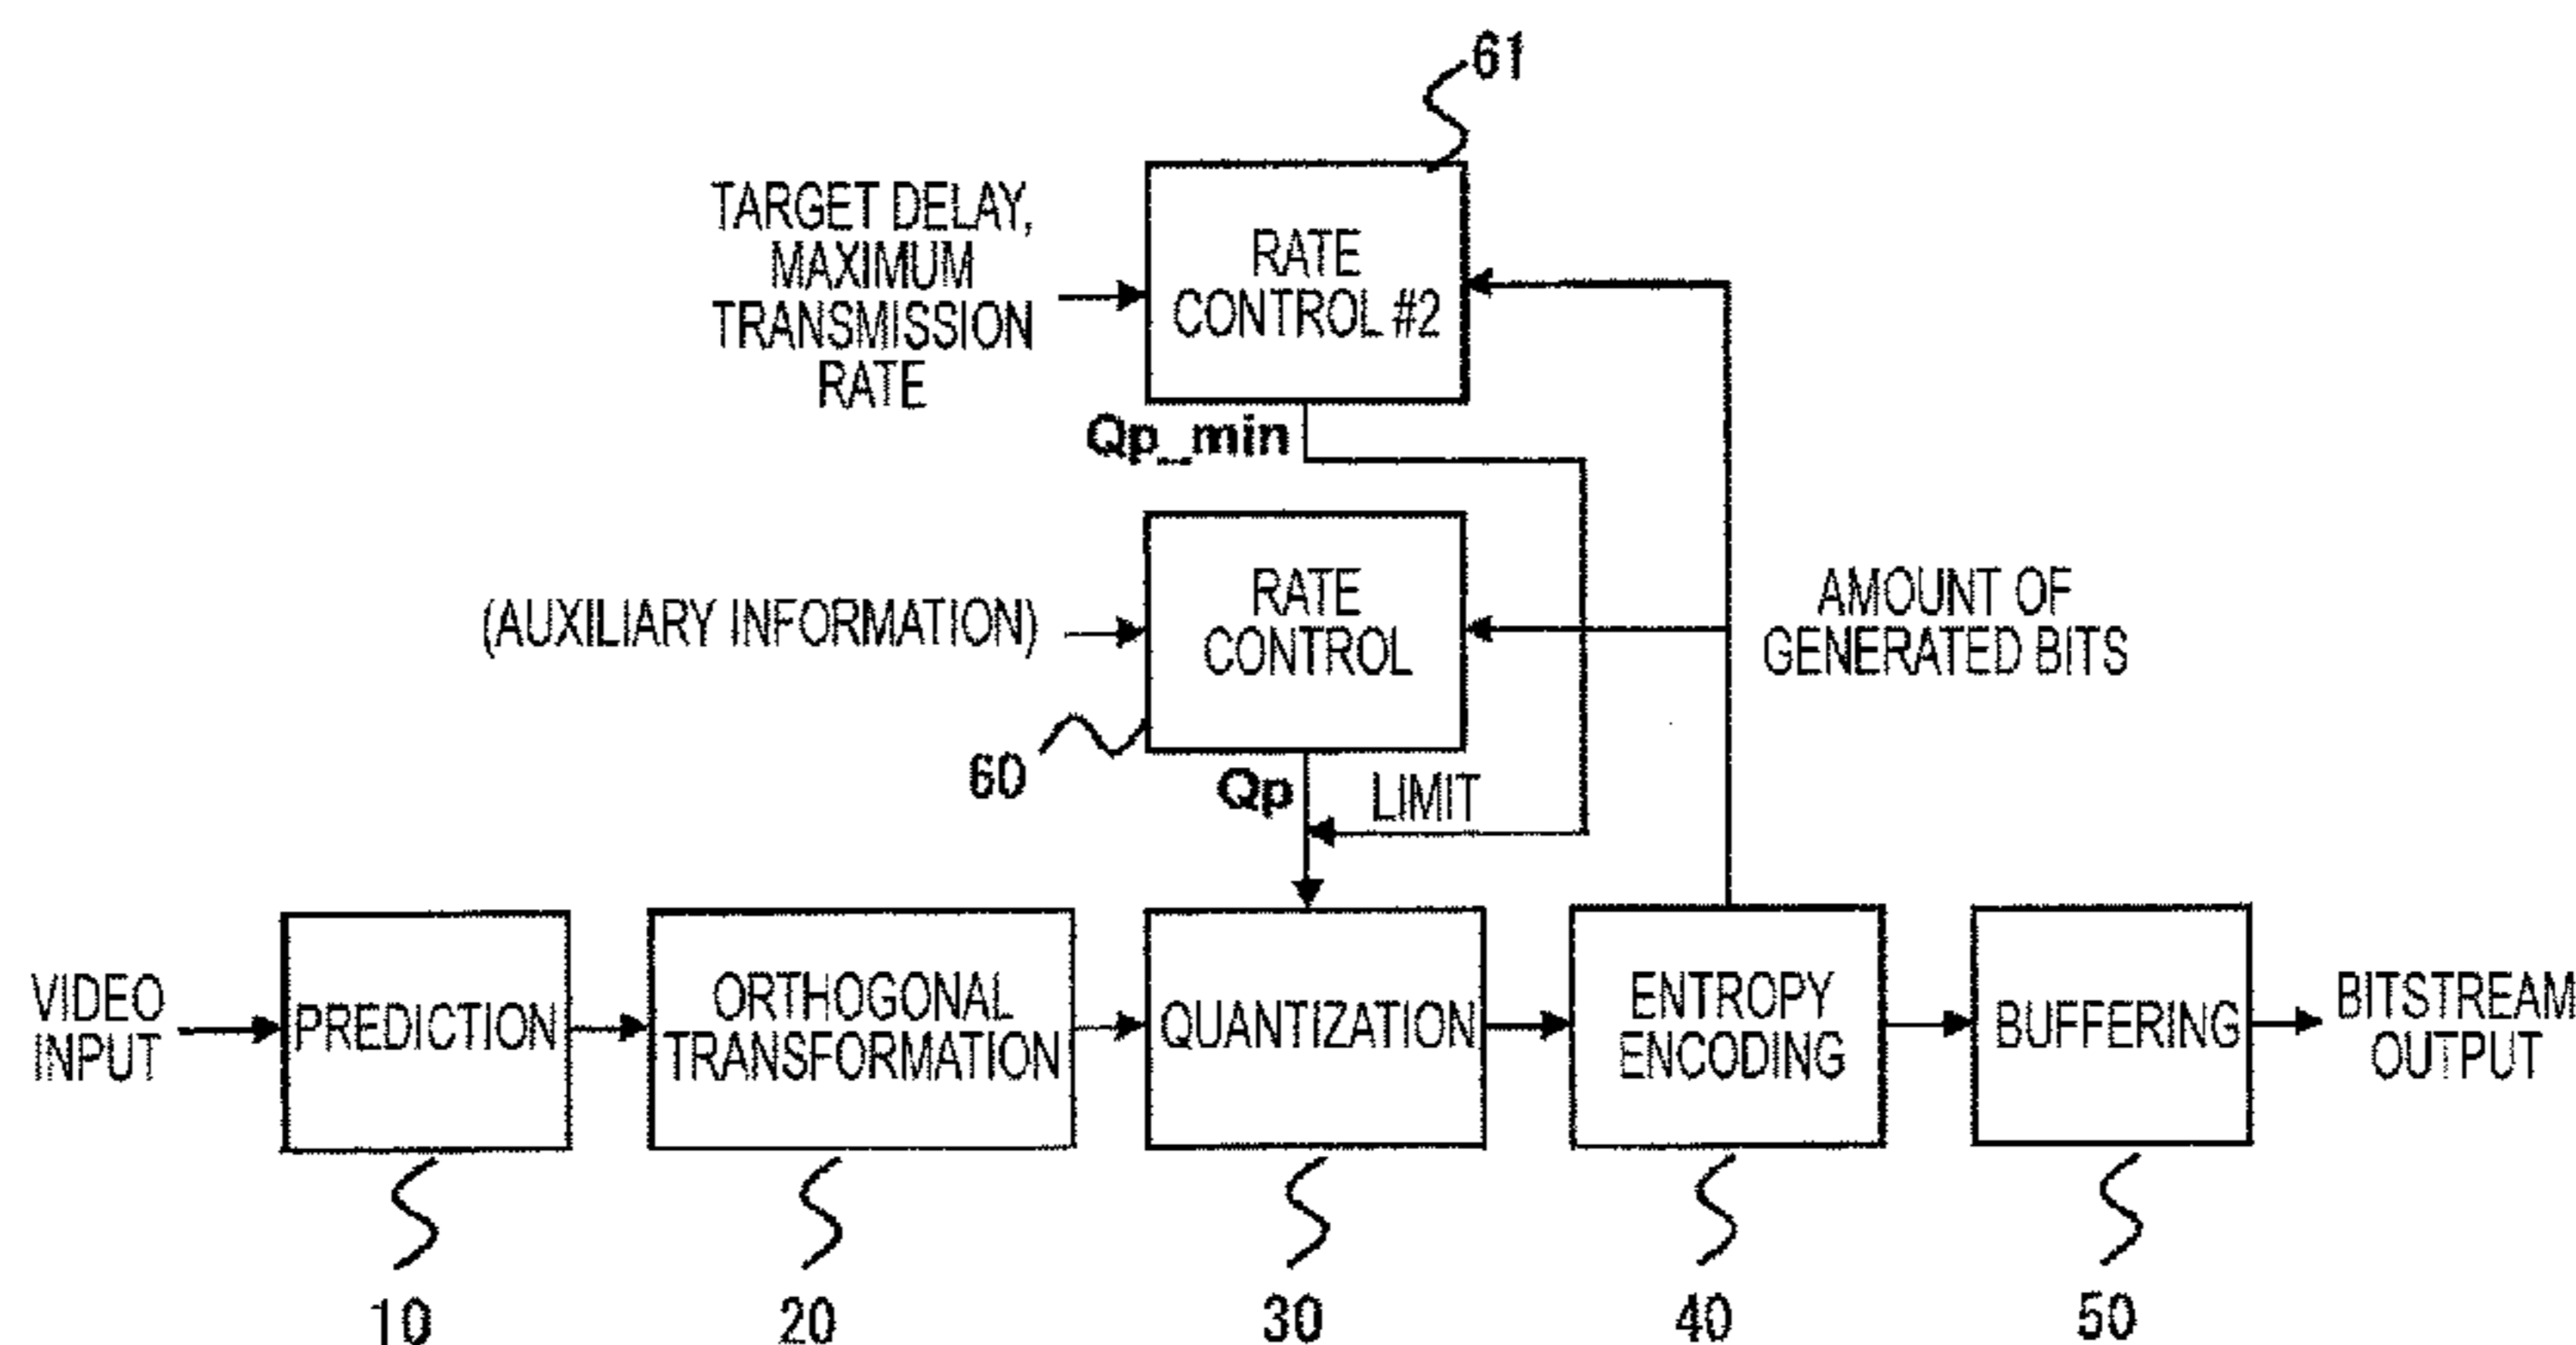 61
TARGET DELAY,
MAXIMUM
TRANSMISSION
RATE
RATE
CONTROL #2
Qp_min
(AUXILIARY INFORMATION)
RATE
CONTROL
AMOUNT OF
GENERATED BITS
60
Qp
LIMIT
VIDEO
INPUT
PREDICTION
ORTHOGONAL
TRANSFORMATION
QUANTIZATION
ENTROPY
ENCODING
BUFFERING
BITSTREAM
OUTPUT
10
20
30
40
50